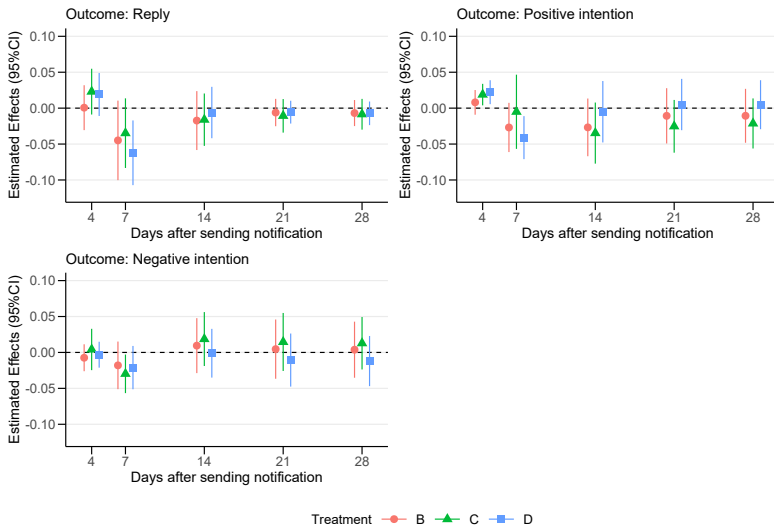 Outcome: Reply
Estimated Effects (95%CI)
0.10
0.05
0.00
-0.05
-0.10
4 7 14 21 28
Days after sending notification
Outcome: Positive intention
Estimated Effects (95%CI)
0.10
0.05
0.00
-0.05
-0.10
4 7 14 21 28
Days after sending notification
Outcome: Negative intention
Estimated Effects (95%CI)
0.10
0.05
0.00
-0.05
-0.10
4 7 14 21 28
Days after sending notification
Treatment B C D